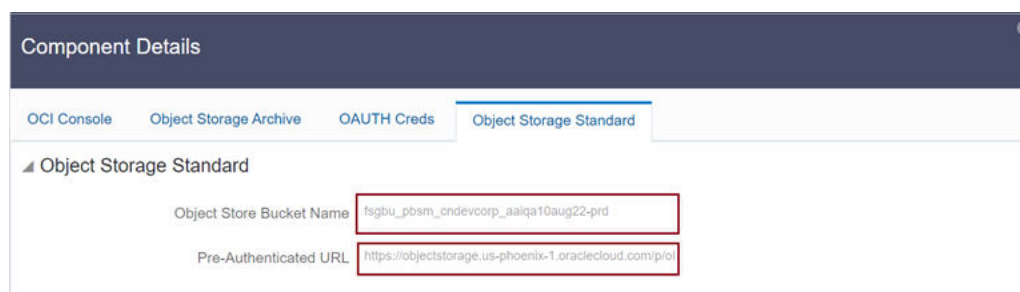 Component Details
OCI Console Object Storage Archive OAUTH Creds Object Storage Standard
Object Storage Standard
Object Store Bucket Name fsgbu_pbsm_cndevcorp_aaiqa10aug22-prd
Pre-Authenticated URL https://objectstorage.us-phoenix-1.oraclecloud.com/p/ol